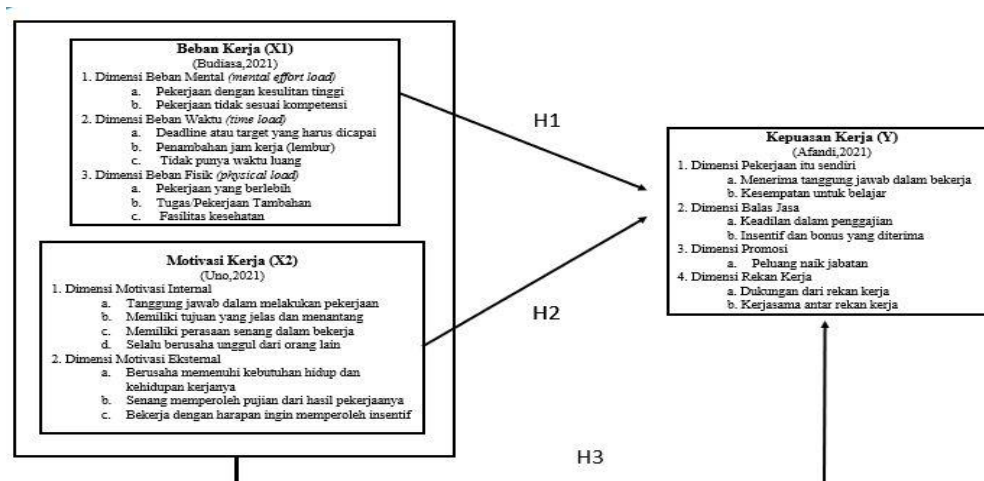 Beban Kerja (X1)
(Budiasa,2021)
1. Dimensi Beban Mental (mental effort load)
a. Pekerjaan dengan kesulitan tinggi
b. Pekerjaan tidak sesuai kompetensi
2. Dimensi Beban Waktu (time load)
a. Deadline atau target yang harus dicapai
b. Penambahan jam kerja (lembur)
c. Tidak punya waktu luang
3. Dimensi Beban Fisik (physical load)
a. Pekerjaan yang berlebih
b. Tugas/Pekerjaan Tambahan
c. Fasilitas kesehatan
Motivasi Kerja (X2)
(Uno,2021)
1. Dimensi Motivasi Internal
a. Tanggung jawab dalam melakukan pekerjaan
b. Memiliki tujuan yang jelas dan menantang
c. Memiliki perasaan senang dalam bekerja
d. Selalu berusaha unggul dari orang lain
2. Dimensi Motivasi Eksternal
a. Berusaha memenuhi kebutuhan hidup dan
kehidupan kerjanya
b. Senang memperoleh pujian dari hasil pekerjaanya
c. Bekerja dengan harapan ingin memperoleh insentif
H1
H2
H3
Kepuasan Kerja (Y)
(Afandi,2021)
1. Dimensi Pekerjaan itu sendiri
a. Menerima tanggung jawab dalam bekerja
b. Kesempatan untuk belajar
2. Dimensi Balas Jasa
a. Keadilan dalam penggajian
b. Insentif dan bonus yang diterima
3. Dimensi Promosi
a. Peluang naik jabatan
4. Dimensi Rekan Kerja
a. Dukungan dari rekan kerja
b. Kerjasama antar rekan kerja